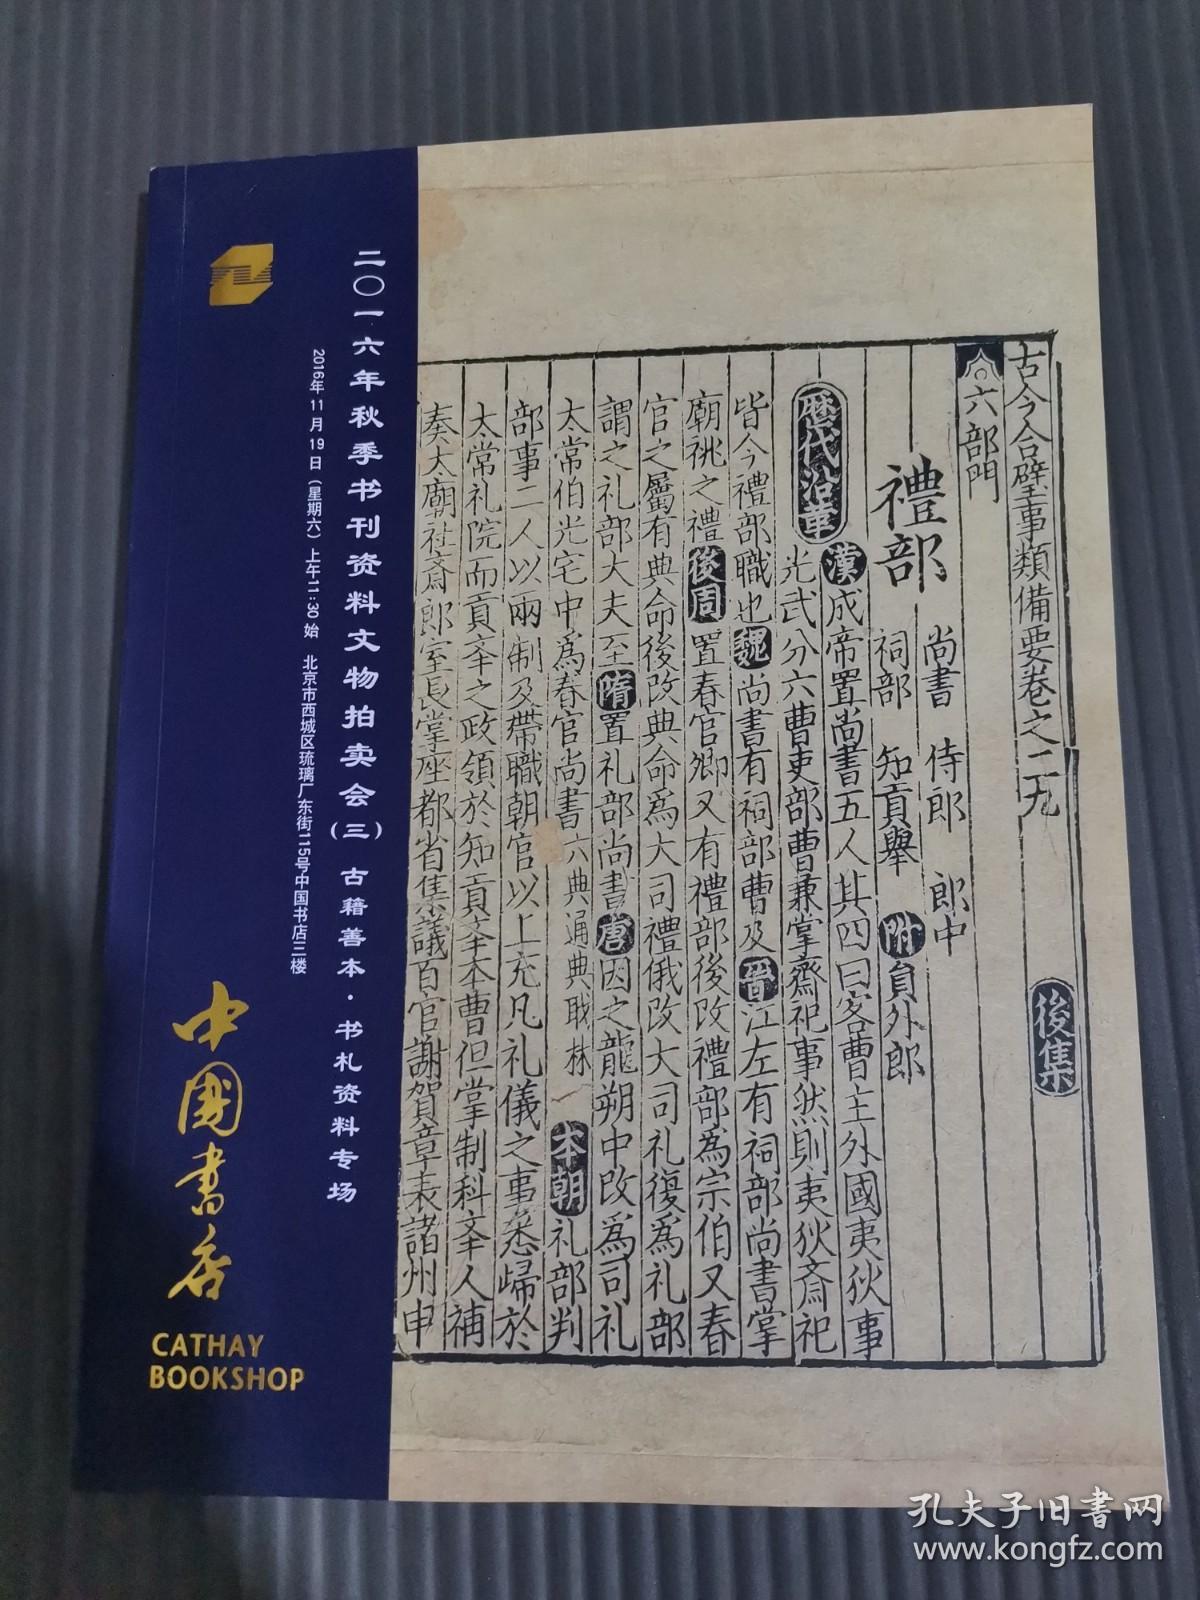 古今合璧事類備要卷之二九 後集
六部門
禮部 尚書 侍郎 郎中
祠部 知貢舉 附 員外郎
歷代沿革 漢成帝置尚書五人其四曰客曹主外國夷狄事
光武分六曹吏部曹兼掌齋祀事然則夷狄齋祀
皆今禮部職也魏尚書有祠部曹及晉江左有祠部尚書掌
廟祧之禮後周置春官卿又有禮部後改禮部為宗伯又春
官之屬有典命後改典命為大司禮俄改大司礼復為礼部
謂之礼部大夫至隋置礼部尚書唐因之龍朔中改為司礼
太常伯光宅中為春官尚書六典通典職林 本朝礼部判
部事二人以兩制及帶職朝官以上充凡礼儀之事悉歸於
太常礼院而貢本之政領於知貢本本曹但掌制科本人補
奏太廟社齋郎室長掌座都省集議百官謝賀章表諸州申
二〇一六年秋季书刊资料文物拍卖会（三）古籍善本·书札资料专场
2016年11月19日（星期六）上午11:30始 北京市西城区琉璃厂东街115号中国书店三楼
中國書店
CATHAY
BOOKSHOP
孔夫子旧书网
www.kongfz.com